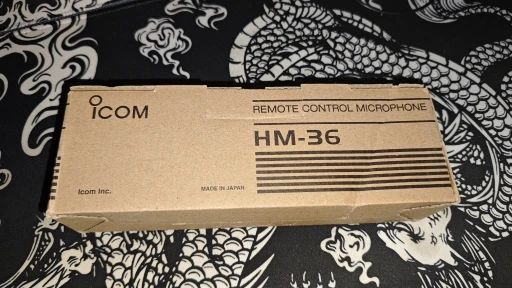 ICOM
REMOTE CONTROL MICROPHONE
HM-36
Icom Inc.
MADE IN JAPAN